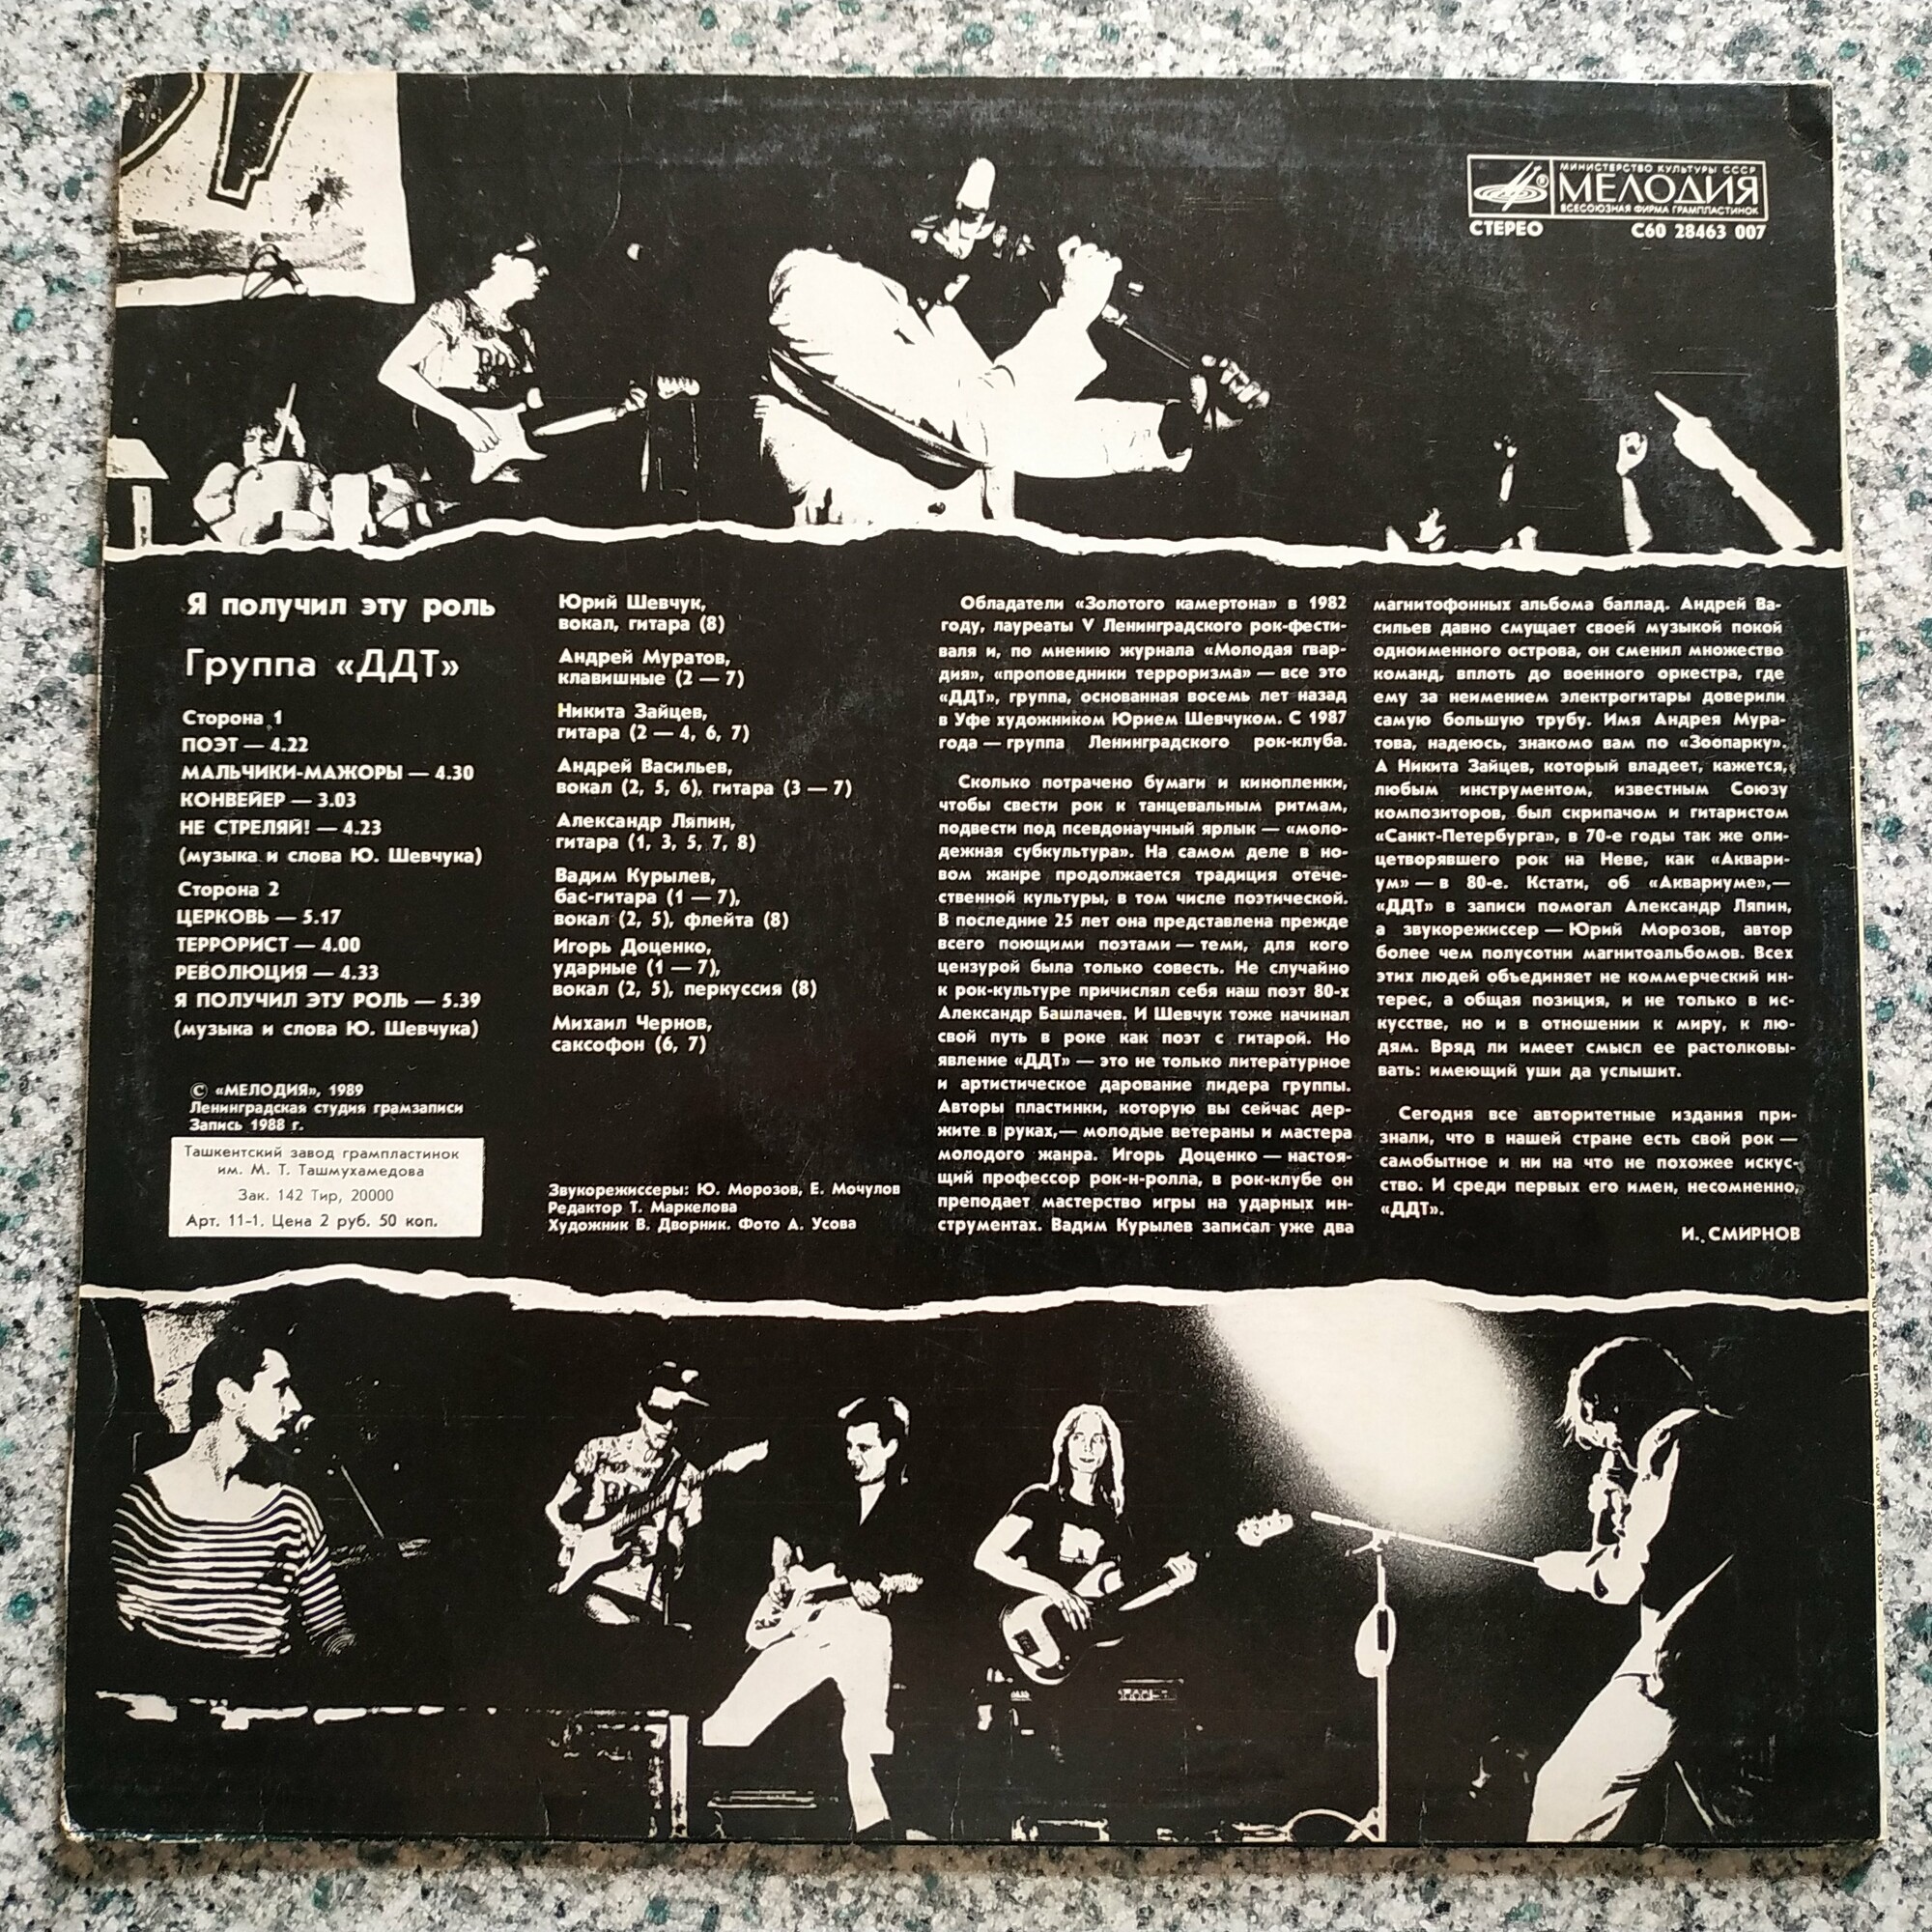 МИНИСТЕРСТВО КУЛЬТУРЫ СССР
МЕЛОДИЯ
ВСЕСОЮЗНАЯ ФИРМА ГРАМПЛАСТИНОК
СТЕРЕО С60 28463 007
Я получил эту роль
Группа «ДДТ»
Сторона 1
ПОЭТ — 4.22
МАЛЬЧИКИ-МАЖОРЫ — 4.30
КОНВЕЙЕР — 3.03
НЕ СТРЕЛЯЙ! — 4.23
(музыка и слова Ю. Шевчука)
Сторона 2
ЦЕРКОВЬ — 5.17
ТЕРРОРИСТ — 4.00
РЕВОЛЮЦИЯ — 4.33
Я ПОЛУЧИЛ ЭТУ РОЛЬ — 5.39
(музыка и слова Ю. Шевчука)
© «МЕЛОДИЯ», 1989
Ленинградская студия грамзаписи
Запись 1988 г.
Ташкентский завод грампластинок
им. М. Т. Ташмухамедова
Зак. 142 Тир, 20000
Арт. 11-1. Цена 2 руб. 50 коп.
Юрий Шевчук,
вокал, гитара (8)
Андрей Муратов,
клавишные (2 — 7)
Никита Зайцев,
гитара (2 — 4, 6, 7)
Андрей Васильев,
вокал (2, 5, 6), гитара (3 — 7)
Александр Ляпин,
гитара (1, 3, 5, 7, 8)
Вадим Курылев,
бас-гитара (1 — 7),
вокал (2, 5), флейта (8)
Игорь Доценко,
ударные (1 — 7),
вокал (2, 5), перкуссия (8)
Михаил Чернов,
саксофон (6, 7)
Звукорежиссеры: Ю. Морозов, Е. Мочулов
Редактор Т. Маркелова
Художник В. Дворник. Фото А. Усова
Обладатели «Золотого камертона» в 1982
году, лауреаты V Ленинградского рок-фести-
валя и, по мнению журнала «Молодая гвар-
дия», «проповедники терроризма» — все это
«ДДТ», группа, основанная восемь лет назад
в Уфе художником Юрием Шевчуком. С 1987
года — группа Ленинградского рок-клуба.
Сколько потрачено бумаги и кинопленки,
чтобы свести рок к танцевальным ритмам,
подвести под псевдонаучный ярлык — «моло-
дежная субкультура». На самом деле в но-
вом жанре продолжается традиция отече-
ственной культуры, в том числе поэтической.
В последние 25 лет она представлена прежде
всего поющими поэтами — теми, для кого
цензурой была только совесть. Не случайно
к рок-культуре причислял себя наш поэт 80-х
Александр Башлачев. И Шевчук тоже начинал
свой путь в роке как поэт с гитарой. Но
явление «ДДТ» — это не только литературное
и артистическое дарование лидера группы.
Авторы пластинки, которую вы сейчас дер-
жите в руках,— молодые ветераны и мастера
молодого жанра. Игорь Доценко — настоя-
щий профессор рок-н-ролла, в рок-клубе он
преподает мастерство игры на ударных ин-
струментах. Вадим Курылев записал уже два
магнитофонных альбома баллад. Андрей Ва-
сильев давно смущает своей музыкой покой
одноименного острова, он сменил множество
команд, вплоть до военного оркестра, где
ему за неимением электрогитары доверили
самую большую трубу. Имя Андрея Мура-
това, надеюсь, знакомо вам по «Зоопарку».
А Никита Зайцев, который владеет, кажется,
любым инструментом, известным Союзу
композиторов, был скрипачом и гитаристом
«Санкт-Петербурга», в 70-е годы так же оли-
цетворявшего рок на Неве, как «Аквари-
ум» — в 80-е. Кстати, об «Аквариуме»,—
«ДДТ» в записи помогал Александр Ляпин,
а звукорежиссер — Юрий Морозов, автор
более чем полусотни магнитоальбомов. Всех
этих людей объединяет не коммерческий ин-
терес, а общая позиция, и не только в ис-
кусстве, но и в отношении к миру, к лю-
дям. Вряд ли имеет смысл ее растолковы-
вать: имеющий уши да услышит.
Сегодня все авторитетные издания при-
знали, что в нашей стране есть свой рок —
самобытное и ни на что не похожее искус-
ство. И среди первых его имен, несомненно,
«ДДТ».
И. СМИРНОВ